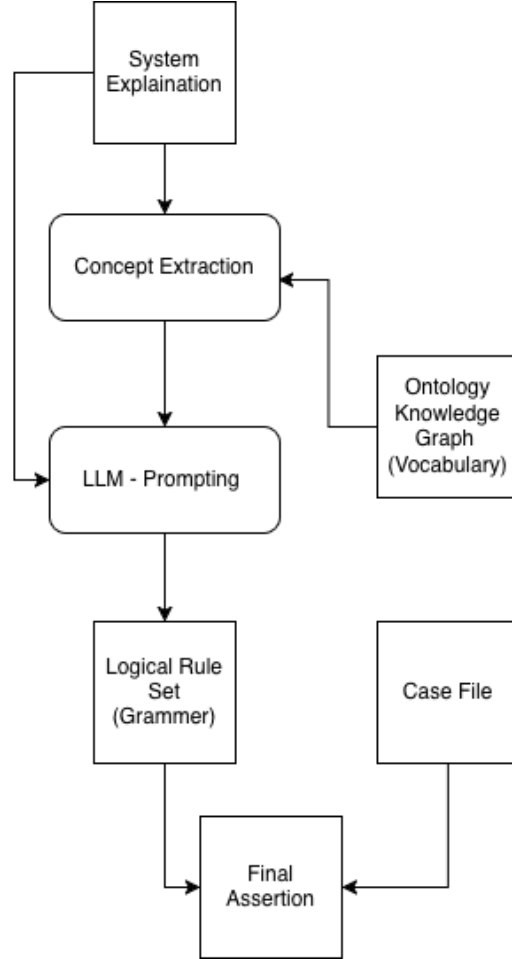 System
Explaination
Concept Extraction
Ontology
Knowledge
Graph
(Vocabulary)
LLM - Prompting
Logical Rule
Set
(Grammer)
Case File
Final
Assertion